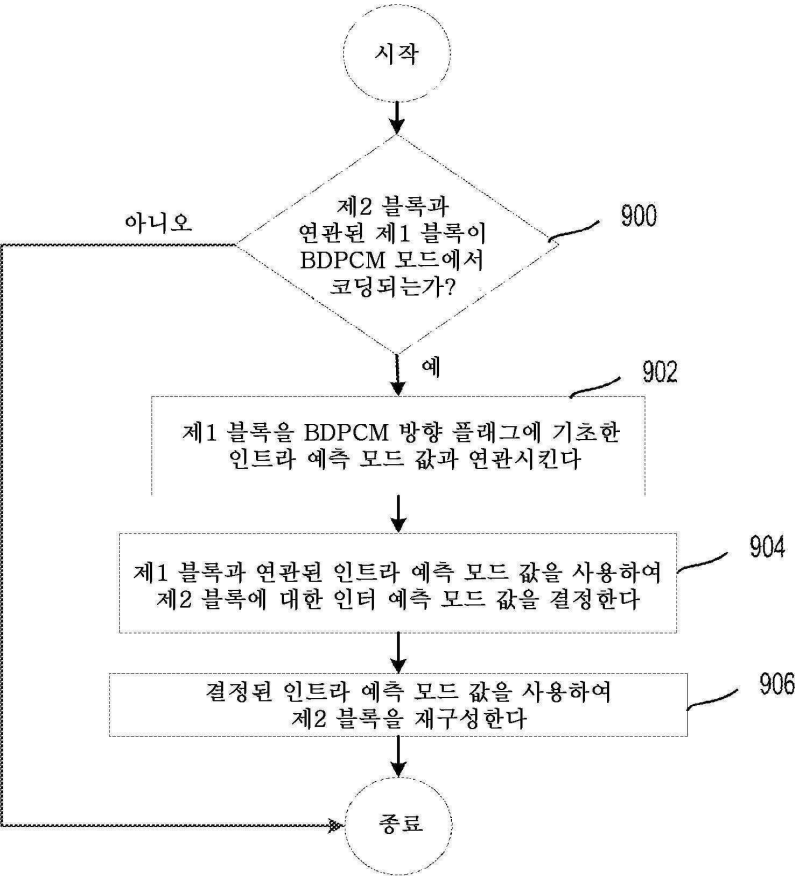 시작
제2 블록과
연관된 제1 블록이
BDPCM 모드에서
코딩되는가?
900
아니오
예
902
제1 블록을 BDPCM 방향 플래그에 기초한
인트라 예측 모드 값과 연관시킨다
904
제1 블록과 연관된 인트라 예측 모드 값을 사용하여
제2 블록에 대한 인터 예측 모드 값을 결정한다
906
결정된 인트라 예측 모드 값을 사용하여
제2 블록을 재구성한다
종료